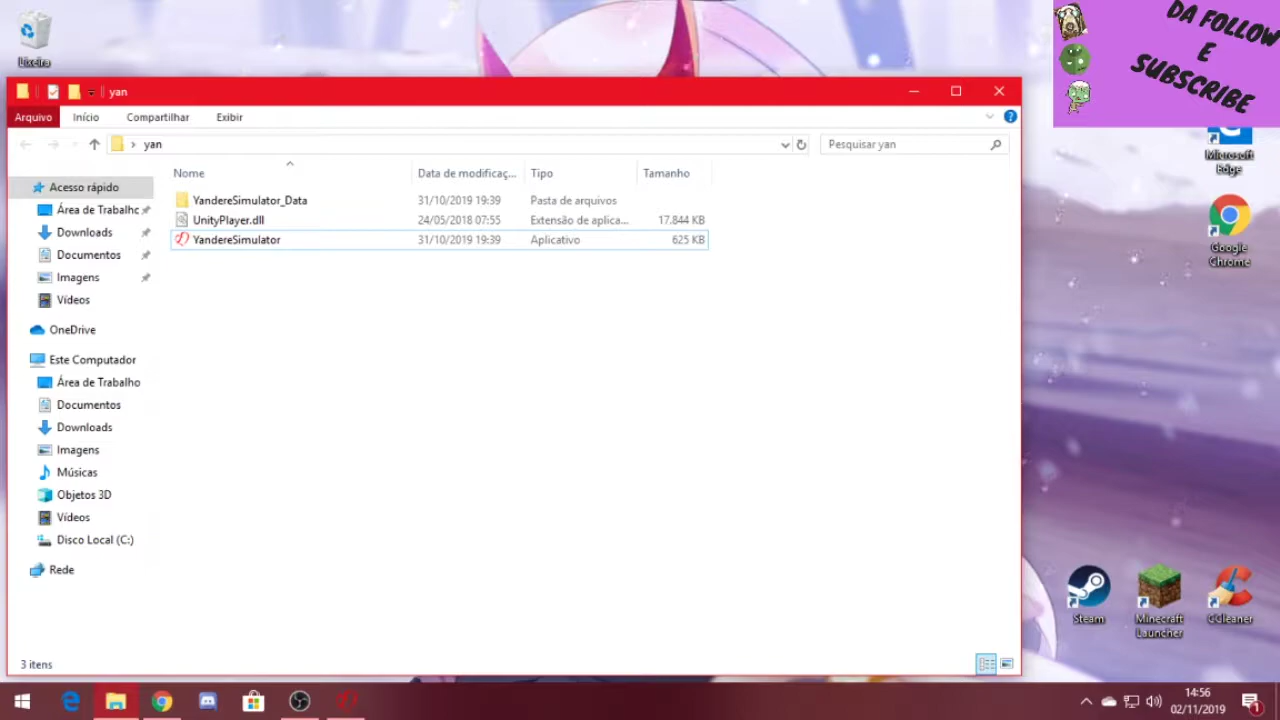 Lixeira
DA FOLLOW
E
SUBSCRIBE
yan
Arquivo Início Compartilhar Exibir
yan
Pesquisar yan
Nome Data de modificaç... Tipo Tamanho
YandereSimulator_Data 31/10/2019 19:39 Pasta de arquivos
UnityPlayer.dll 24/05/2018 07:55 Extensão de aplica... 17.844 KB
YandereSimulator 31/10/2019 19:39 Aplicativo 625 KB
Acesso rápido
Área de Trabalhc
Downloads
Documentos
Imagens
Vídeos
OneDrive
Este Computador
Área de Trabalho
Documentos
Downloads
Imagens
Músicas
Objetos 3D
Vídeos
Disco Local (C:)
Rede
3 itens
Microsoft
Edge
Google
Chrome
Steam
Minecraft
Launcher
CCleaner
14:56
02/11/2019
1